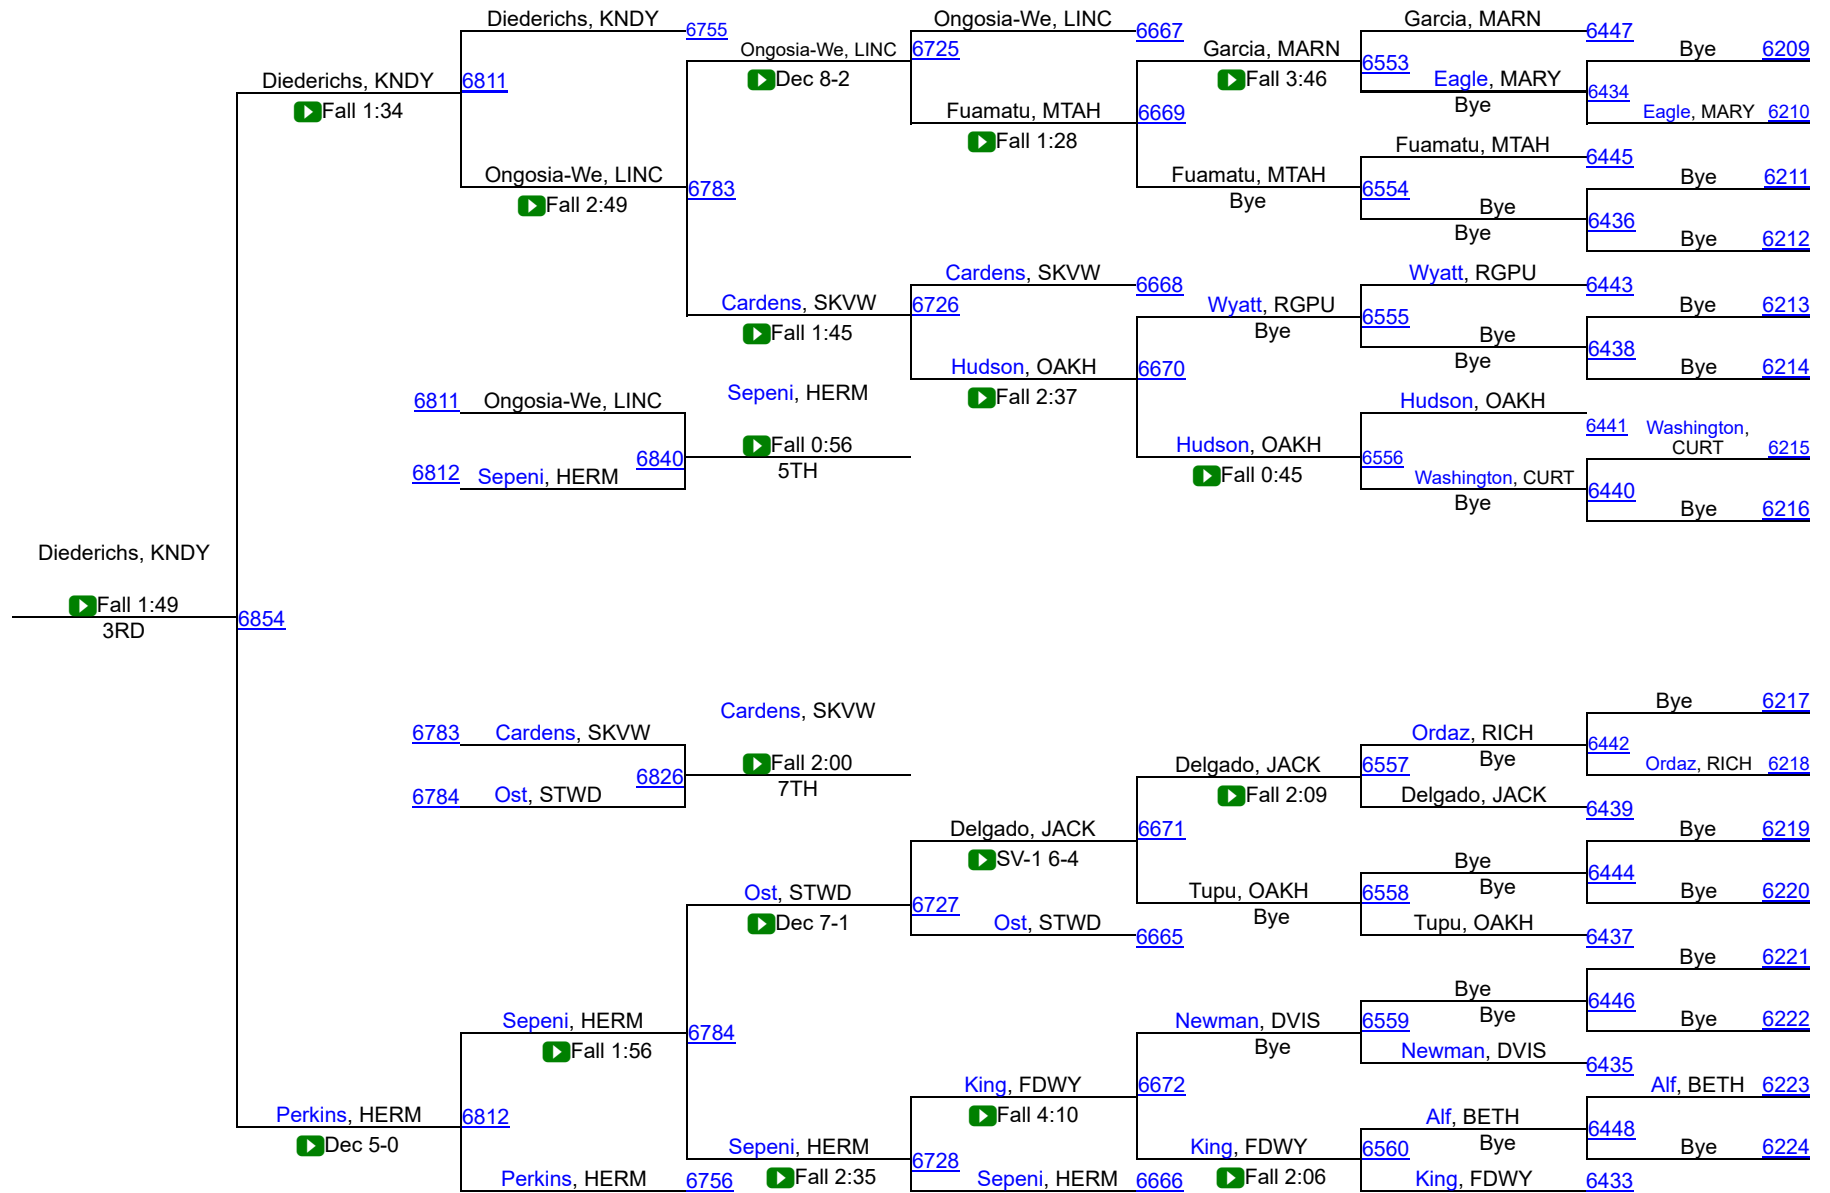 Diederichs, KNDY
Ongosia-We, LINC
Garcia, MARN
6755
6667
6447
Ongosia-We, LINC
6725
Garcia, MARN
Bye
6209
Diederichs, KNDY
6811
Dec 8-2
Fall 3:46
6553
Eagle, MARY
6434
Fall 1:34
Fuamatu, MTAH
6669
Bye
Eagle, MARY
6210
Fall 1:28
Fuamatu, MTAH
6445
Ongosia-We, LINC
6783
Fuamatu, MTAH
6554
Bye
6211
Fall 2:49
Bye
Bye
6436
Bye
Bye
6212
Cardens, SKVW
6668
Wyatt, RGPU
6443
Cardens, SKVW
6726
Wyatt, RGPU
6555
Bye
6213
Fall 1:45
Bye
Bye
6438
Bye
Hudson, OAKH
6670
Bye
6214
Sepeni, HERM
Fall 2:37
6811
Ongosia-We, LINC
Hudson, OAKH
6441
Washington,
CURT
6215
Fall 0:56
Hudson, OAKH
6556
6812
Sepeni, HERM
6840
5TH
Fall 0:45
Washington, CURT
6440
Bye
Bye
6216
Diederichs, KNDY
Fall 1:49
6854
3RD
Cardens, SKVW
Bye
6217
6783
Cardens, SKVW
Ordaz, RICH
6442
Fall 2:00
Delgado, JACK
6557
Bye
Ordaz, RICH
6218
6784
Ost, STWD
6826
7TH
Fall 2:09
Delgado, JACK
6439
Delgado, JACK
6671
Bye
6219
SV-1 6-4
Bye
6444
Ost, STWD
6727
Tupu, OAKH
6558
Bye
Bye
6220
Dec 7-1
Ost, STWD
6665
Bye
Tupu, OAKH
6437
Bye
6221
Bye
6446
Sepeni, HERM
6784
Newman, DVIS
6559
Bye
Bye
6222
Fall 1:56
Bye
Newman, DVIS
6435
King, FDWY
6672
Alf, BETH
6223
Perkins, HERM
6812
Fall 4:10
Alf, BETH
6448
Dec 5-0
Sepeni, HERM
6728
King, FDWY
6560
Bye
Bye
6224
Perkins, HERM
6756
Fall 2:35
Sepeni, HERM
6666
Fall 2:06
King, FDWY
6433